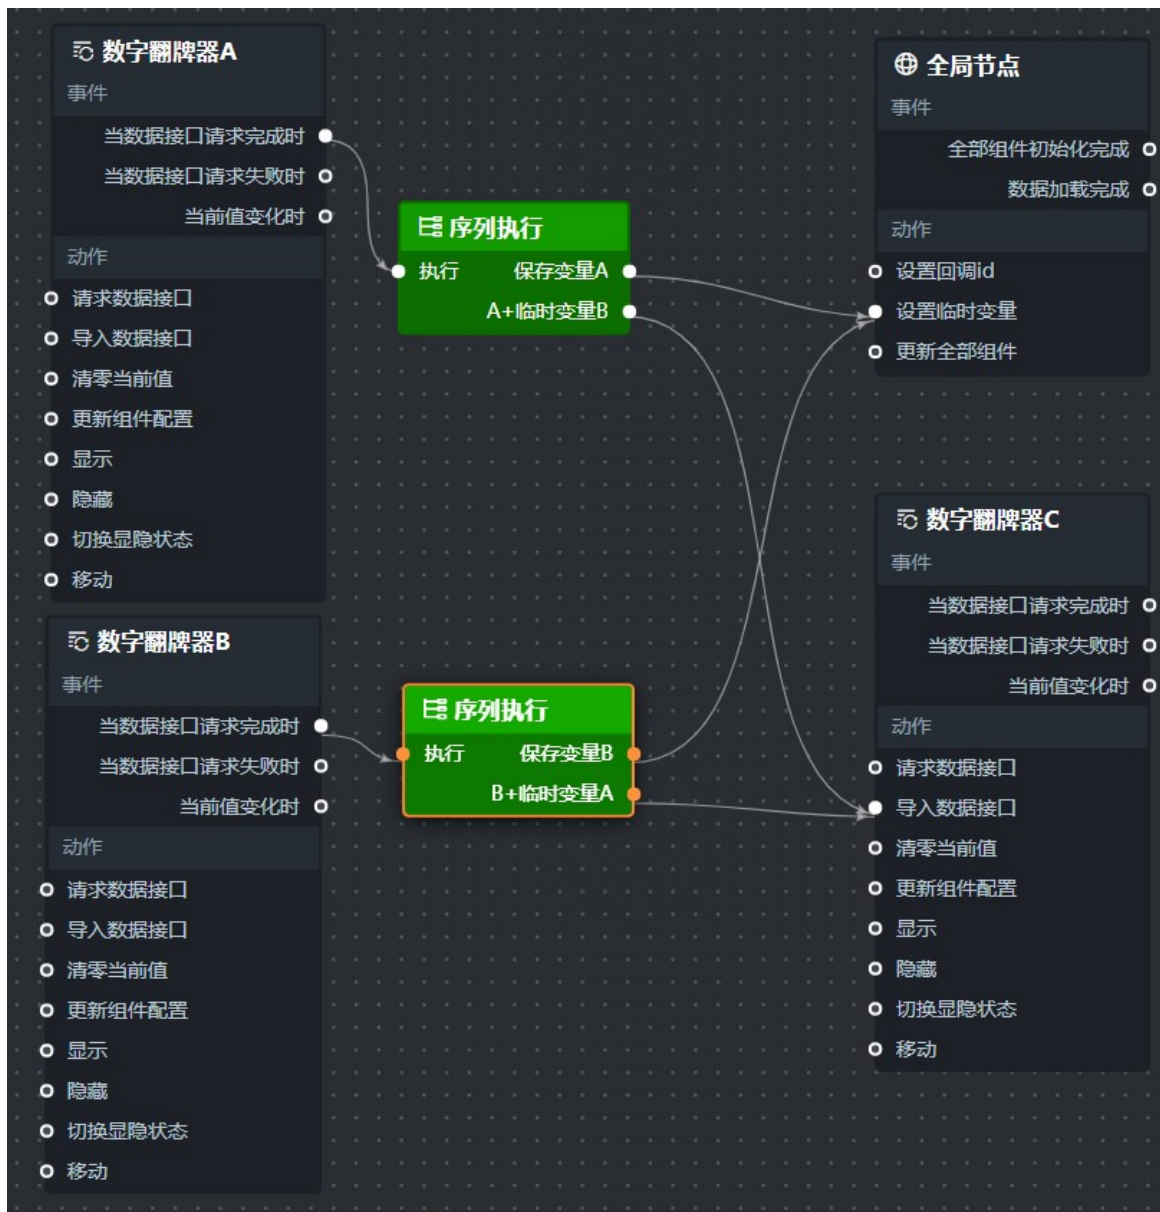 数字翻牌器A
事件
当数据接口请求完成时
当数据接口请求失败时
当前值变化时
动作
请求数据接口
导入数据接口
清零当前值
更新组件配置
显示
隐藏
切换显隐状态
移动
数字翻牌器B
事件
当数据接口请求完成时
当数据接口请求失败时
当前值变化时
动作
请求数据接口
导入数据接口
清零当前值
更新组件配置
显示
隐藏
切换显隐状态
移动
序列执行
执行 保存变量A
A+临时变量B
序列执行
执行 保存变量B
B+临时变量A
全局节点
事件
全部组件初始化完成
数据加载完成
动作
设置回调id
设置临时变量
更新全部组件
数字翻牌器C
事件
当数据接口请求完成时
当数据接口请求失败时
当前值变化时
动作
请求数据接口
导入数据接口
清零当前值
更新组件配置
显示
隐藏
切换显隐状态
移动